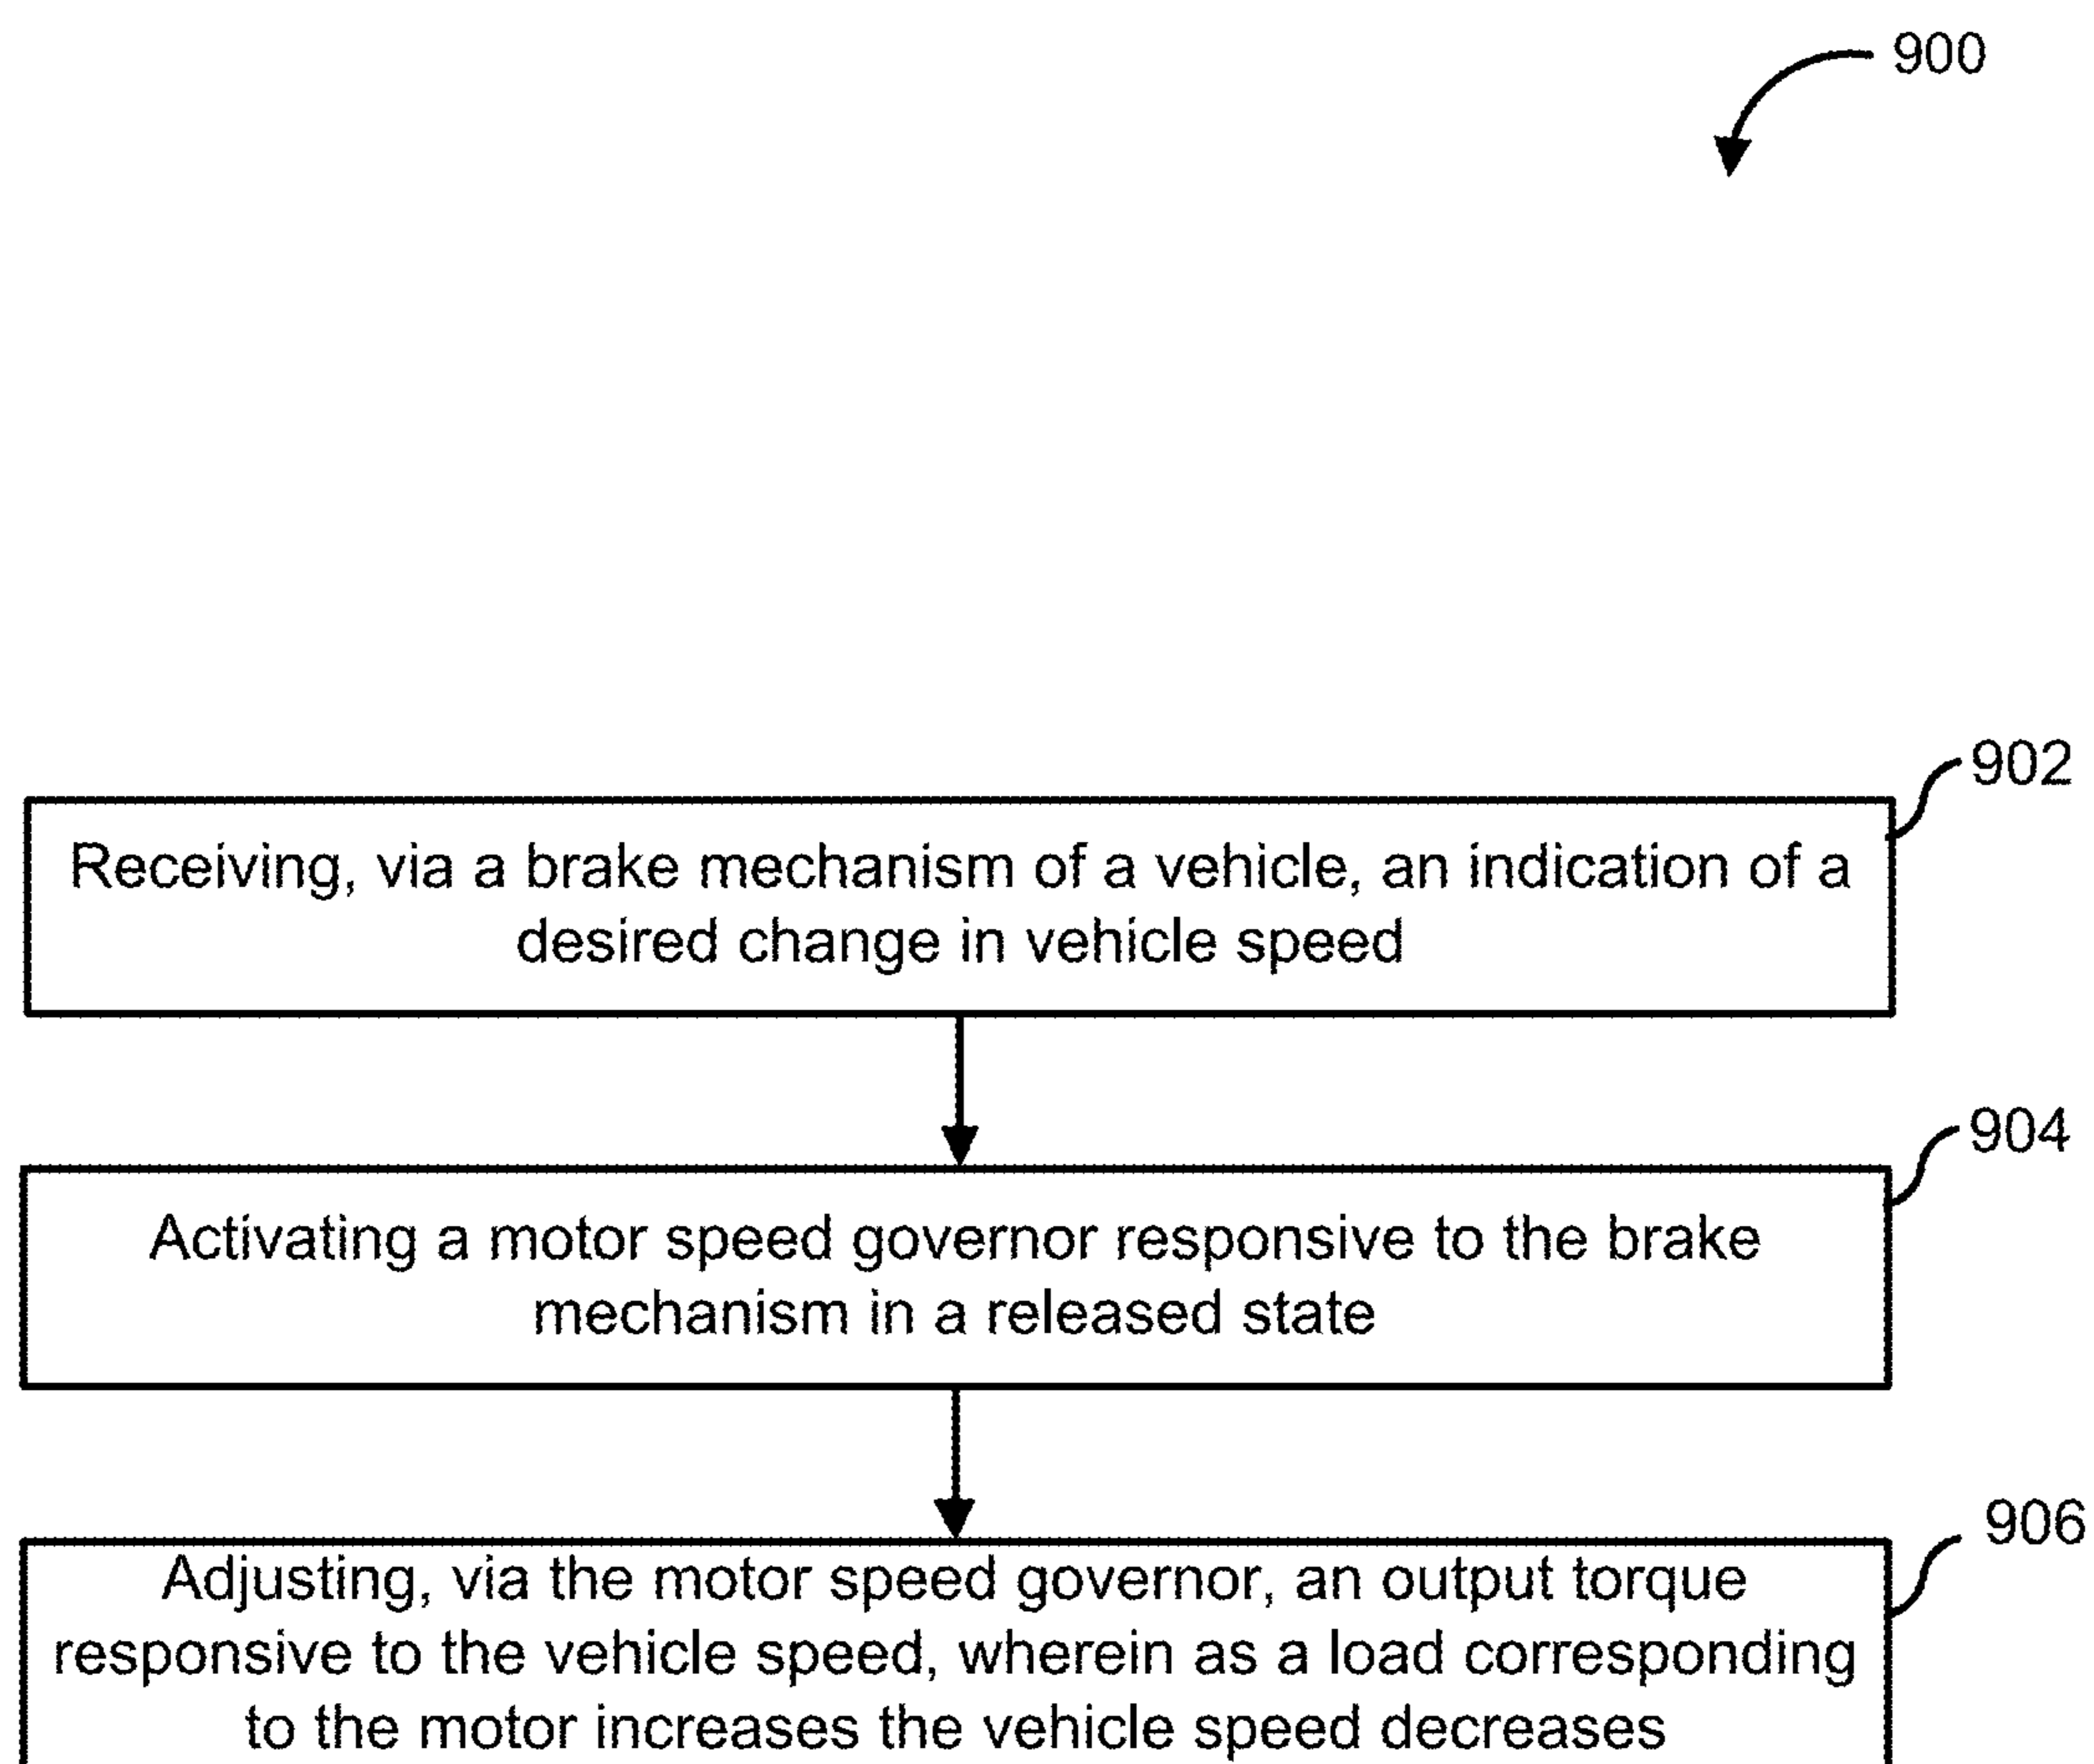 900
902
Receiving, via a brake mechanism of a vehicle, an indication of a
desired change in vehicle speed
904
Activating a motor speed governor responsive to the brake
mechanism in a released state
906
Adjusting, via the motor speed governor, an output torque
responsive to the vehicle speed, wherein as a load corresponding
to the motor increases the vehicle speed decreases